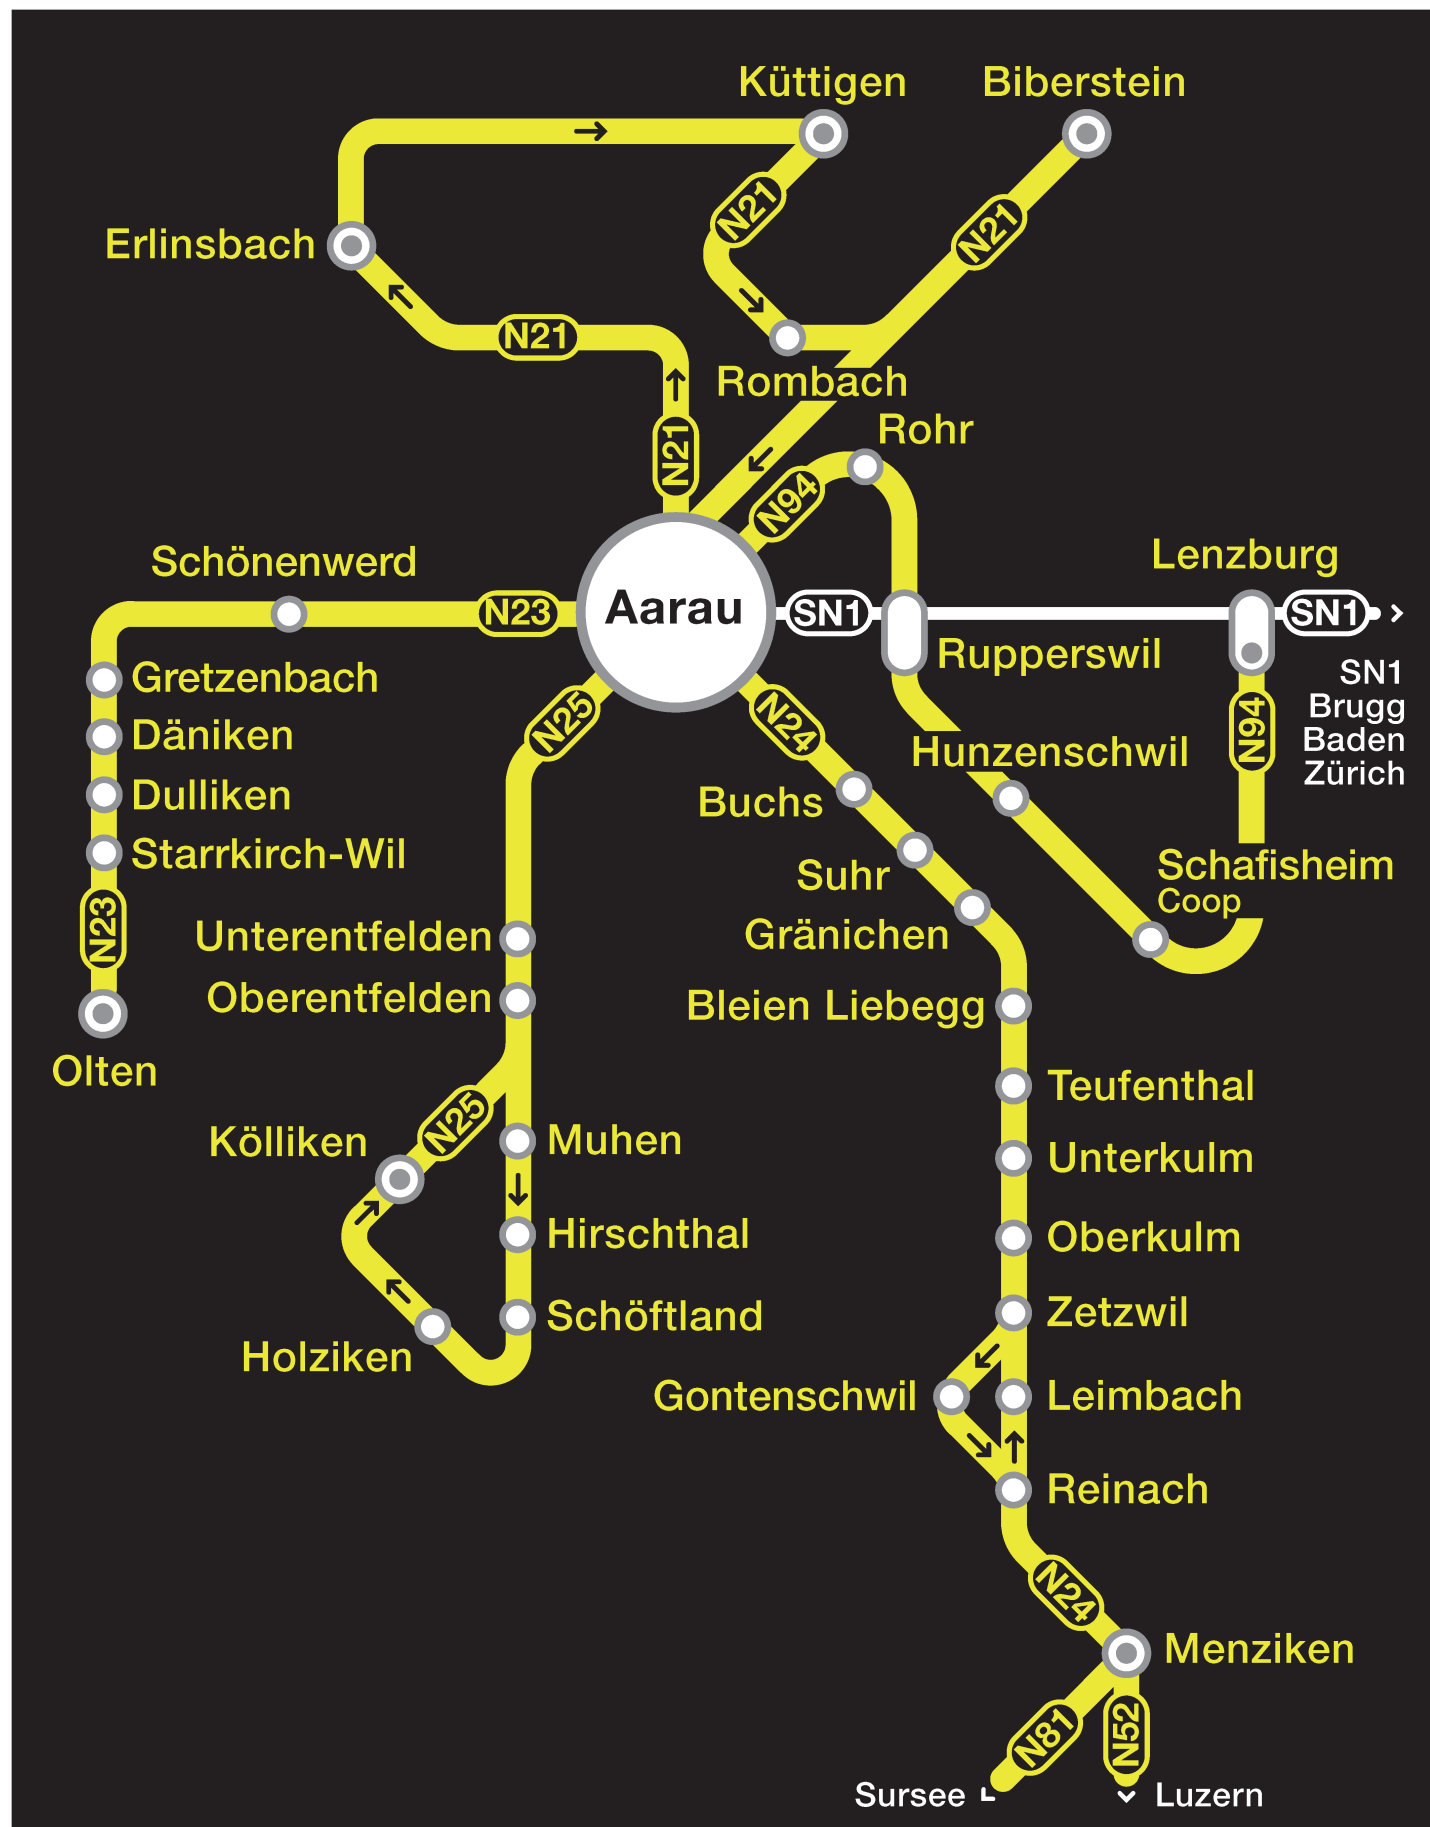 Küttigen
Biberstein
N21
N21
Erlinsbach
N21
Rombach
Rohr
N21
N94
Schönenwerd
Lenzburg
N23
Aarau
SN1
SN1
Rupperswil
Gretzenbach
SN1
Brugg
Baden
Zürich
N25
N24
N94
Däniken
Hunzenschwil
Dulliken
Buchs
Starrkirch-Wil
Suhr
Schafisheim
Coop
N23
Unterentfelden
Gränichen
Oberentfelden
Bleien Liebegg
Olten
Teufenthal
N25
Kölliken
Muhen
Unterkulm
Hirschthal
Oberkulm
Schöftland
Zetzwil
Holziken
Gontenschwil
Leimbach
Reinach
N24
Menziken
N81
N52
Sursee
Luzern